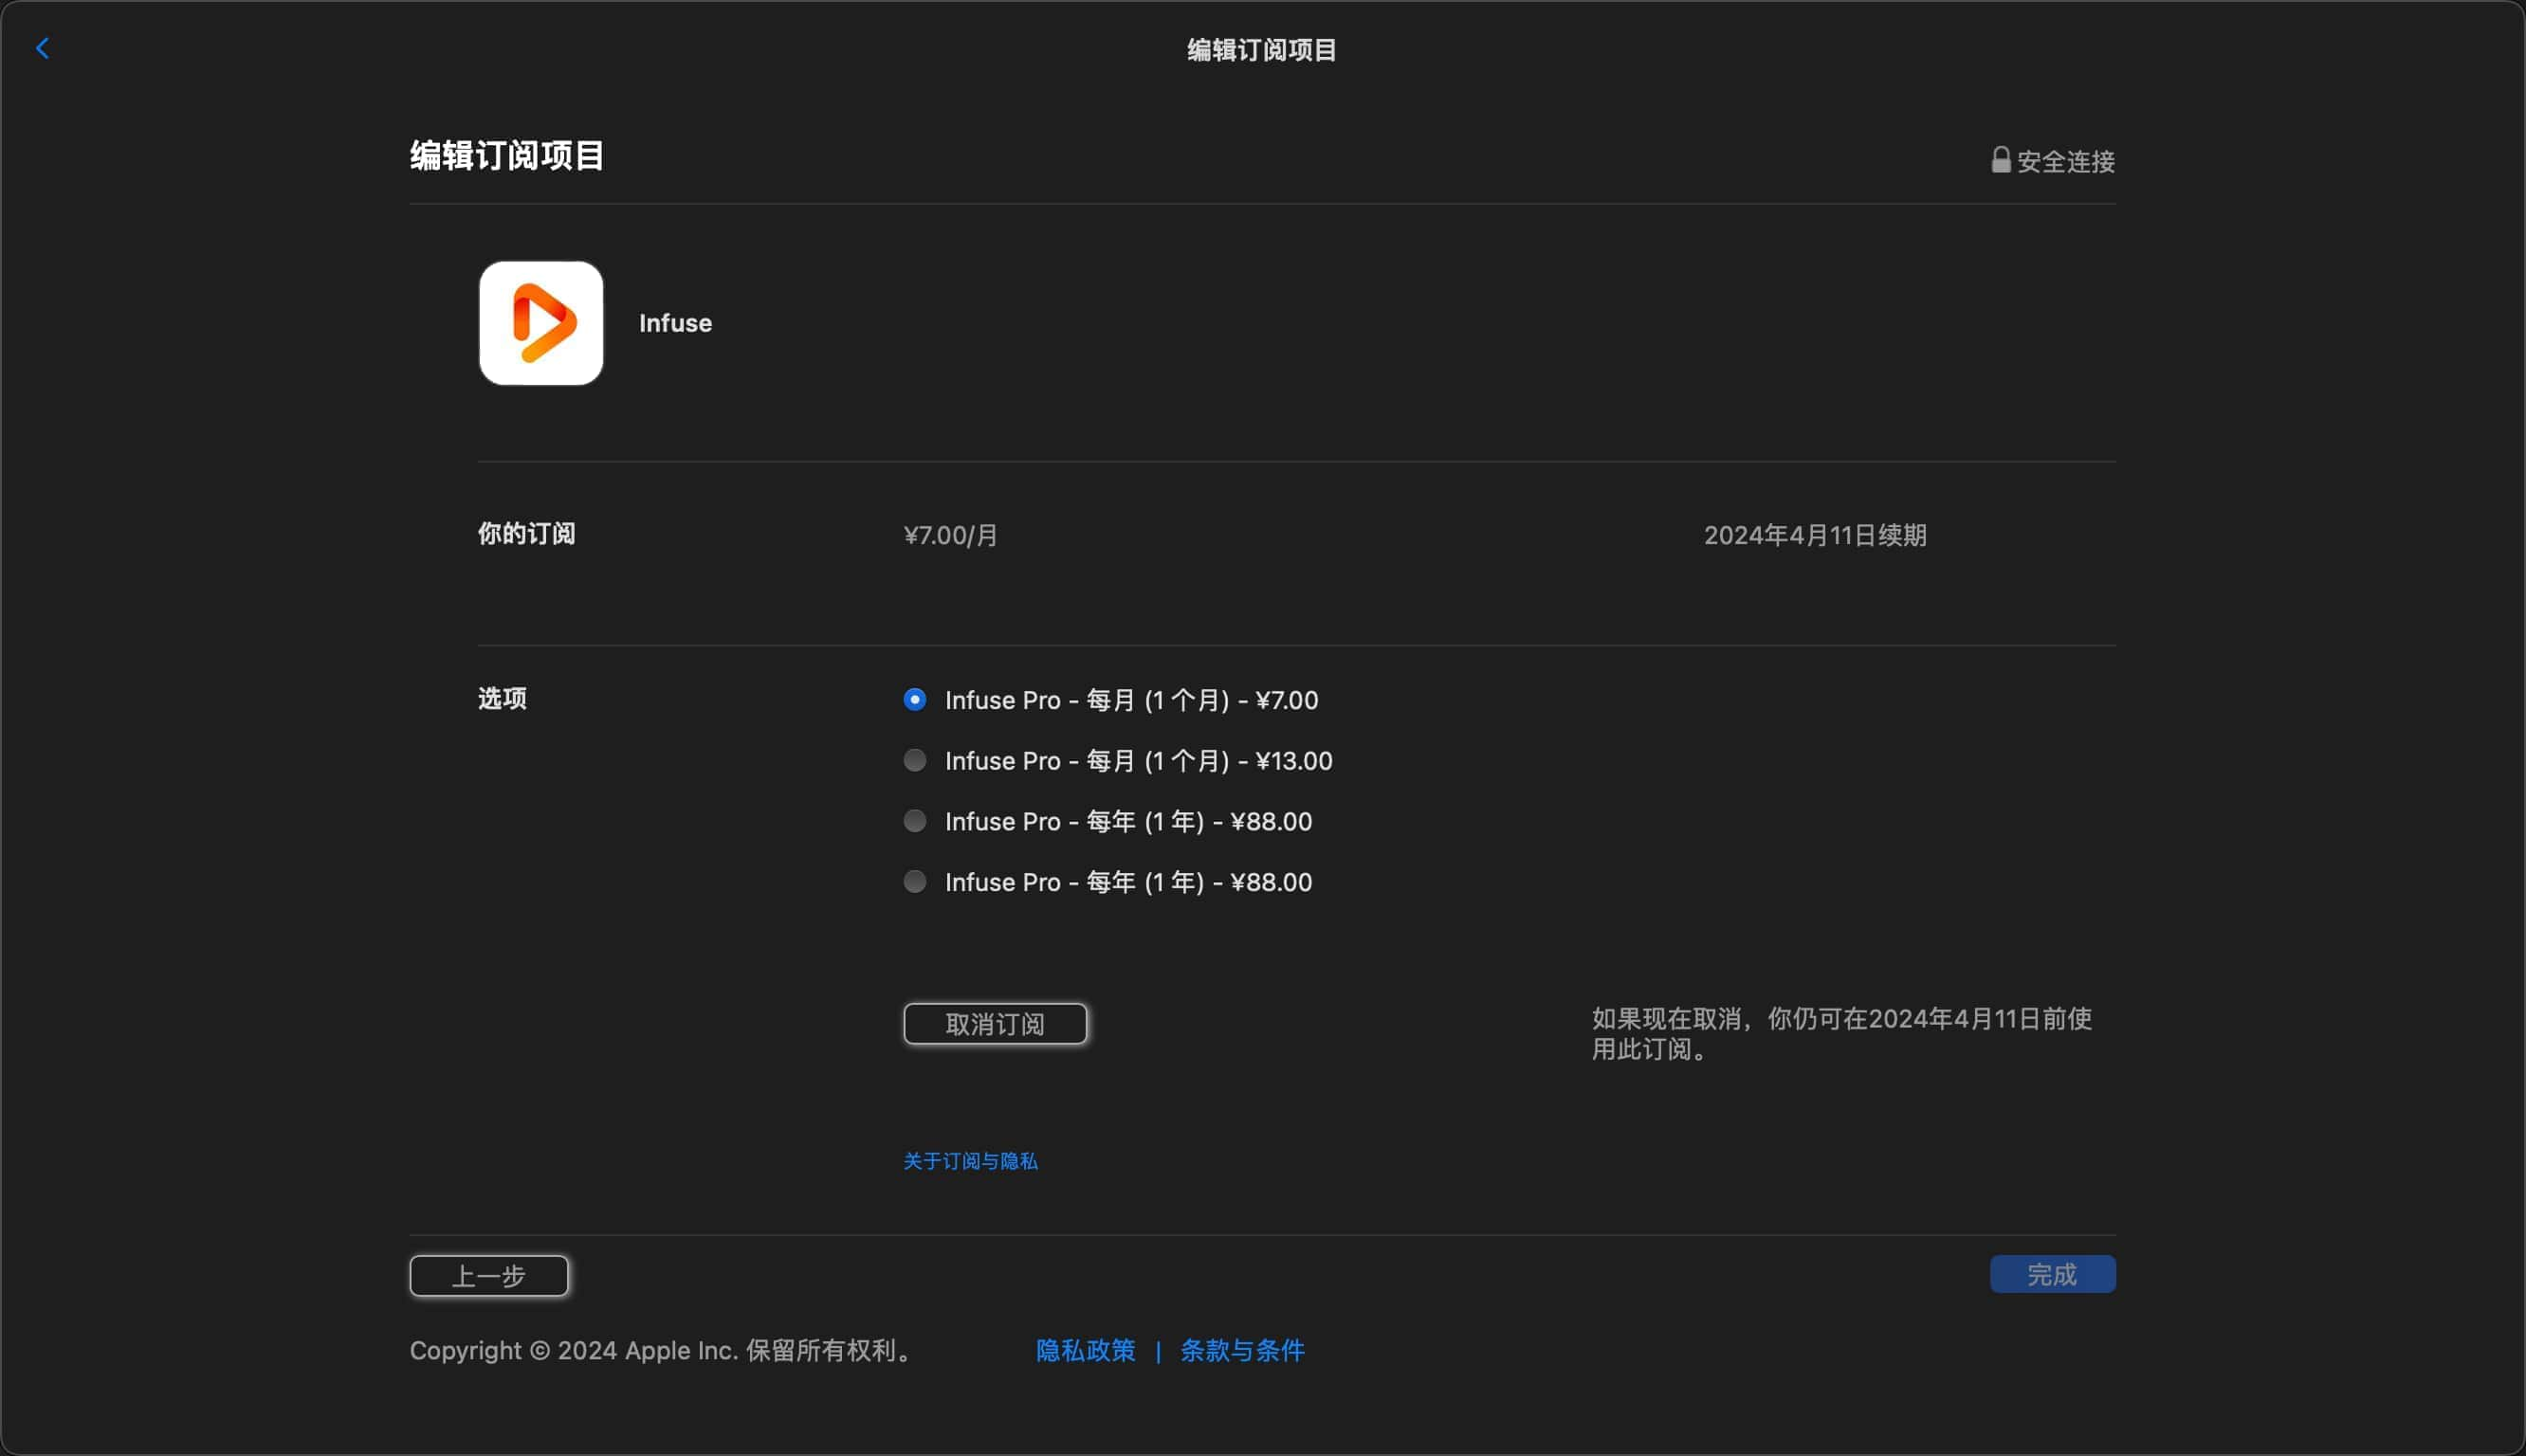 编辑订阅项目
编辑订阅项目
安全连接
Infuse
你的订阅
¥7.00/月
2024年4月11日续期
选项
Infuse Pro - 每月 (1 个月) - ¥7.00
Infuse Pro - 每月 (1 个月) - ¥13.00
Infuse Pro - 每年 (1 年) - ¥88.00
Infuse Pro - 每年 (1 年) - ¥88.00
取消订阅
如果现在取消，你仍可在2024年4月11日前使
用此订阅。
关于订阅与隐私
上一步
完成
Copyright © 2024 Apple Inc. 保留所有权利。 隐私政策 | 条款与条件